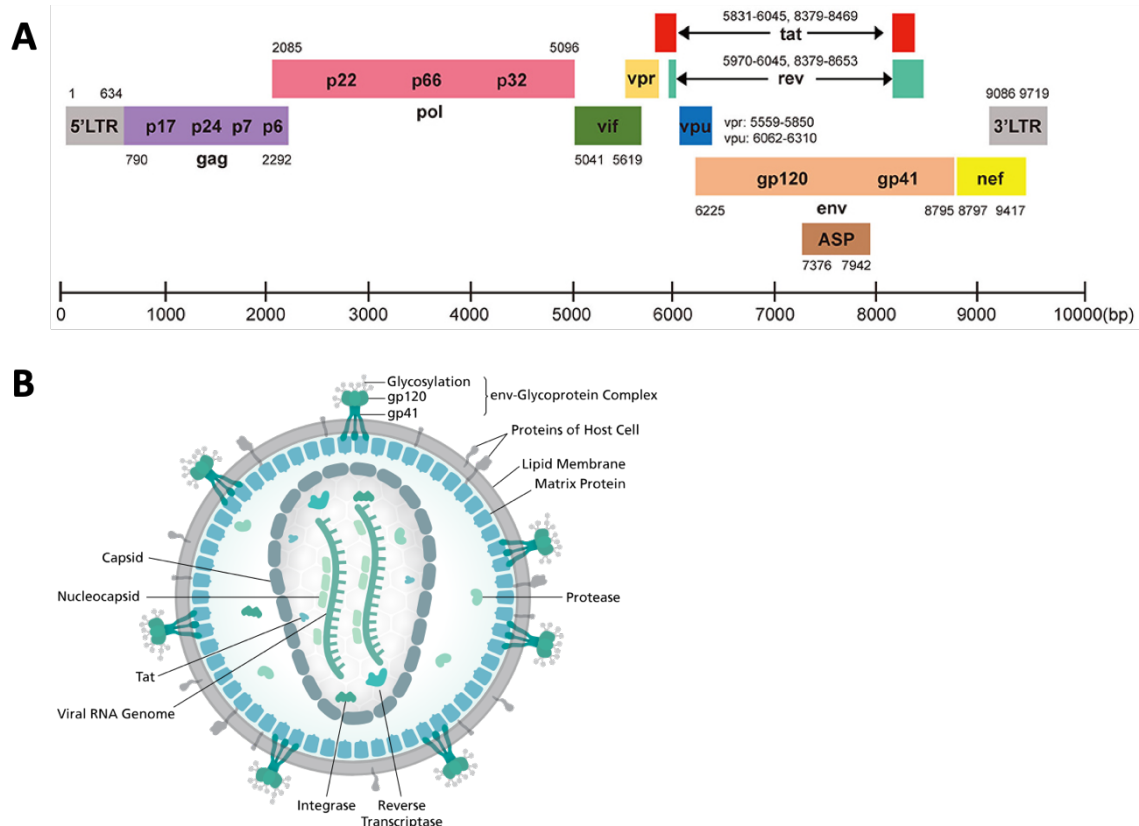 A
5831-6045, 8379-8469
tat
2085 5096
5970-6045, 8379-8653
p22 p66 p32
vpr
rev
1 634
pol
9086 9719
5'LTR p17 p24 p7 p6
vif
vpu
vpr: 5559-5850
vpu: 6062-6310
3'LTR
790 gag 2292
5041 5619
gp120 gp41
nef
6225 env 8795 8797 9417
ASP
7376 7942
0 1000 2000 3000 4000 5000 6000 7000 8000 9000 10000(bp)
B
Glycosylation
gp120
gp41
env-Glycoprotein Complex
Proteins of Host Cell
Lipid Membrane
Matrix Protein
Capsid
Nucleocapsid
Protease
Tat
Viral RNA Genome
Integrase
Reverse
Transcriptase